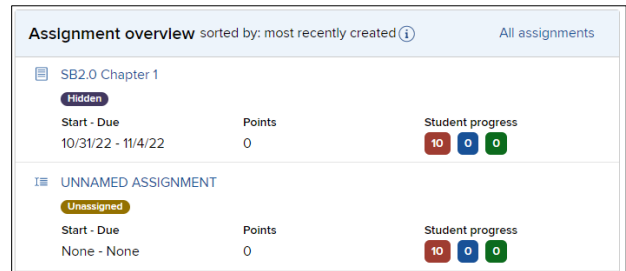 Assignment overview sorted by: most recently created i All assignments
SB2.0 Chapter 1
Hidden
Start - Due Points Student progress
10/31/22 - 11/4/22 0 10 0 0
UNNAMED ASSIGNMENT
Unassigned
Start - Due Points Student progress
None - None 0 10 0 0